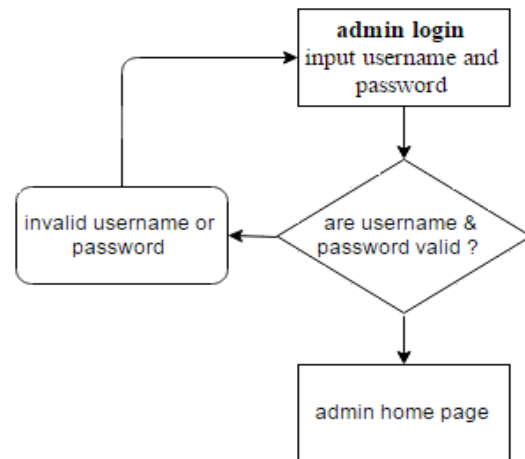 admin login
input username and
password
invalid username or
password
are username &
password valid ?
admin home page